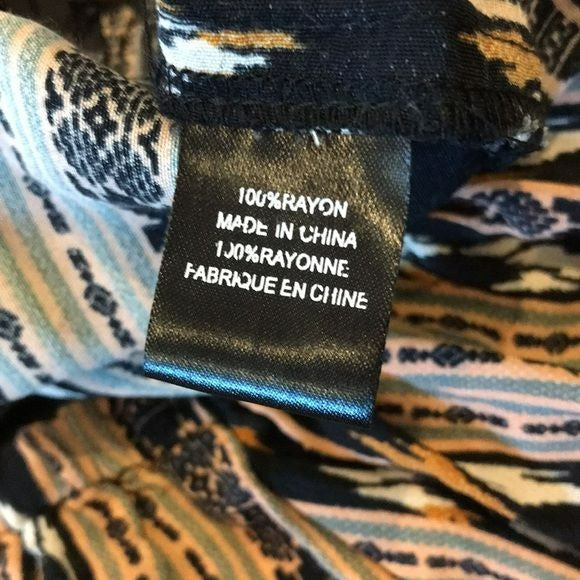 100%RAYON
MADE IN CHINA
100%RAYONNE
FABRIQUE EN CHINE